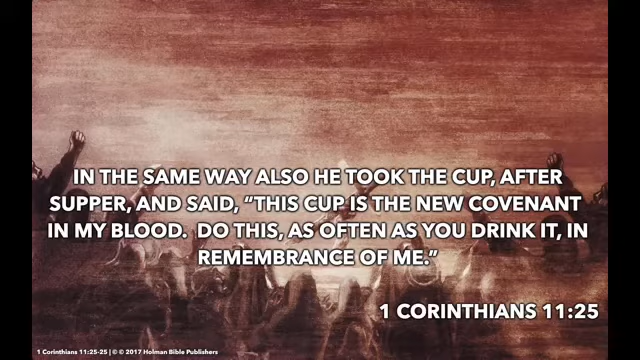 IN THE SAME WAY ALSO HE TOOK THE CUP, AFTER
SUPPER, AND SAID, “THIS CUP IS THE NEW COVENANT
IN MY BLOOD.  DO THIS, AS OFTEN AS YOU DRINK IT, IN
REMEMBRANCE OF ME.”
1 CORINTHIANS 11:25
1 Corinthians 11:25-25 | © © 2017 Holman Bible Publishers